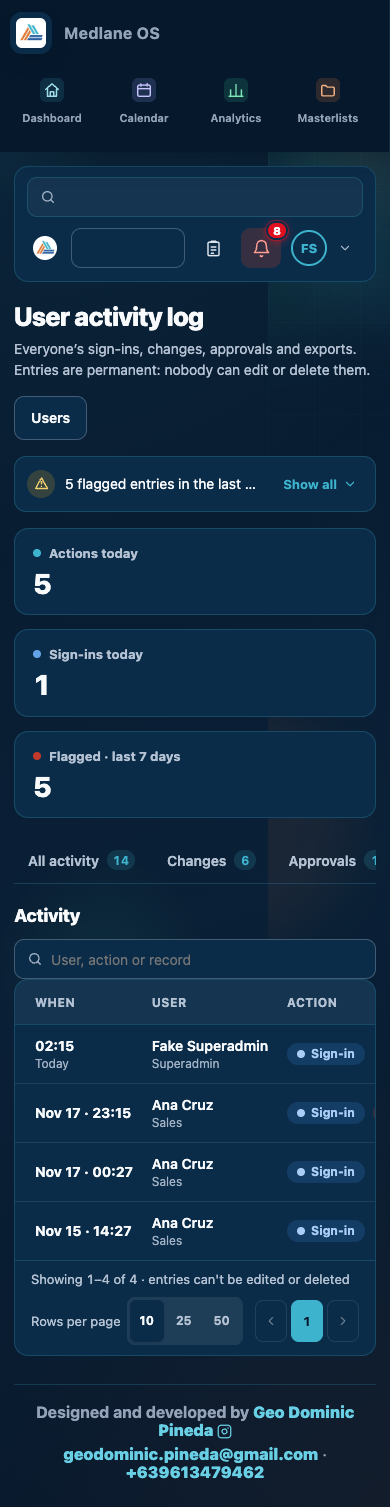 Medlane OS
Dashboard
Calendar
Analytics
Masterlists
8
FS
User activity log
Everyone's sign-ins, changes, approvals and exports.
Entries are permanent: nobody can edit or delete them.
Users
5 flagged entries in the last ...
Show all
Actions today
5
Sign-ins today
1
Flagged · last 7 days
5
All activity 14
Changes 6
Approvals
Activity
User, action or record
WHEN USER ACTION
02:15 Fake Superadmin Sign-in
Today Superadmin
Nov 17 · 23:15 Ana Cruz Sign-in
Sales
Nov 17 · 00:27 Ana Cruz Sign-in
Sales
Nov 15 · 14:27 Ana Cruz Sign-in
Sales
Showing 1–4 of 4 · entries can't be edited or deleted
Rows per page 10 25 50 1
Designed and developed by Geo Dominic
Pineda
geodominic.pineda@gmail.com ·
+639613479462